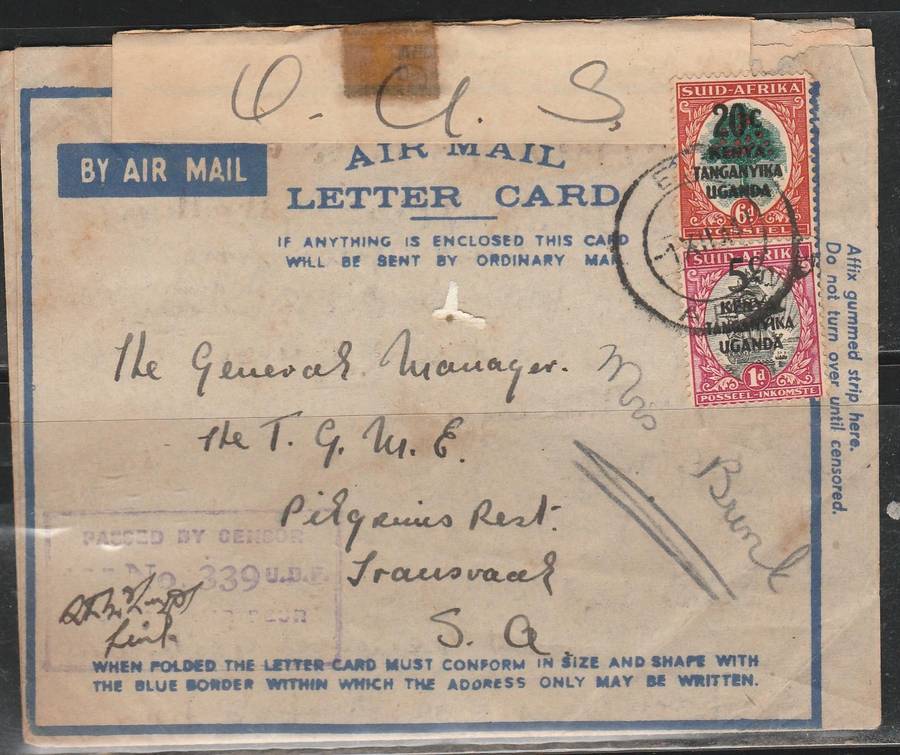 O. A. S.
BY AIR MAIL
AIR MAIL
LETTER CARD
IF ANYTHING IS ENCLOSED THIS CARD
WILL BE SENT BY ORDINARY MAIL
SUID-AFRIKA
20c
KENYA
TANGANYIKA
UGANDA
6d
POSSEËL
SUID-AFRIKA
5c
KENYA
TANGANYIKA
UGANDA
1d
POSSEEL-INKOMSTE
Affix gummed strip here.
Do not turn over until censored.
The General Manager.
The T. G. M. E.
Pilgrims Rest.
Transvaal
S. A
Mrs
Brink
PASSED BY CENSOR
No. 339 U.D.F.
WHEN FOLDED THE LETTER CARD MUST CONFORM IN SIZE AND SHAPE WITH
THE BLUE BORDER WITHIN WHICH THE ADDRESS ONLY MAY BE WRITTEN.